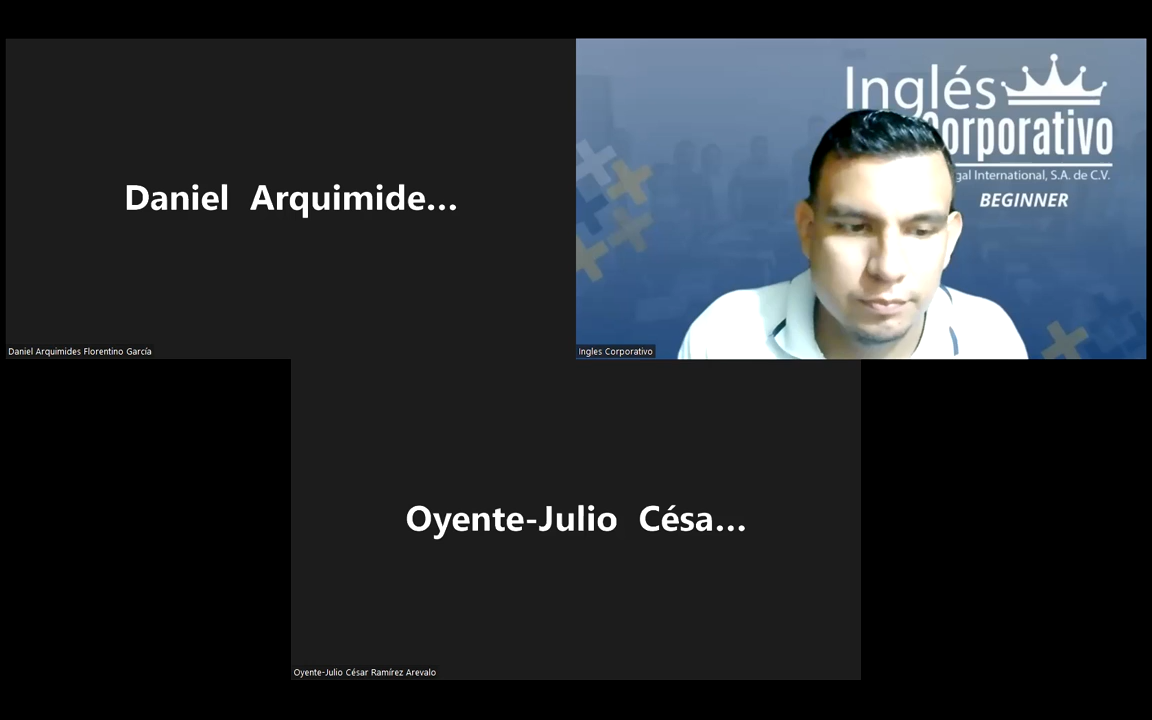 Daniel Arquimide...
Daniel Arquimides Florentino García
Inglés
Corporativo
gal International, S.A. de C.V.
BEGINNER
Ingles Corporativo
Oyente-Julio Césa...
Oyente-Julio César Ramírez Arevalo